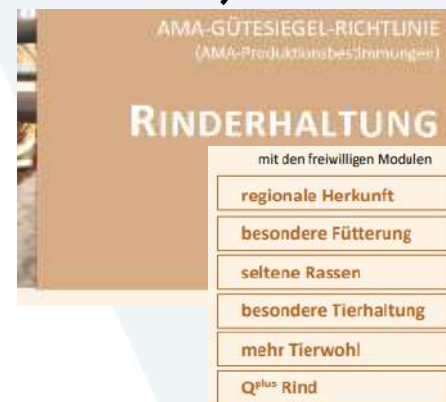 AMA-GÜTESIEGEL-RICHTLINIE
(AMA-Produktionsbestimmungen)
RINDERHALTUNG
mit den freiwilligen Modulen
regionale Herkunft
besondere Fütterung
seltene Rassen
besondere Tierhaltung
mehr Tierwohl
Qplus Rind